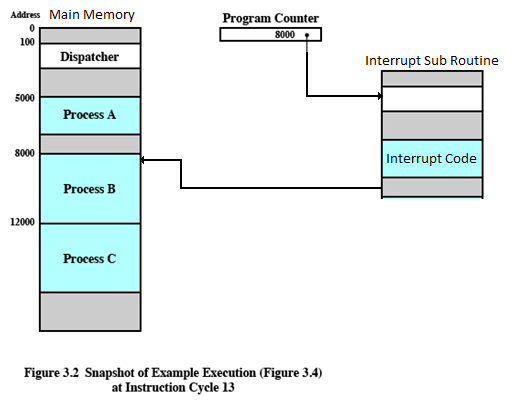 Address Main Memory
0
100
Dispatcher
5000
Process A
8000
Process B
12000
Process C
Program Counter
8000
Interrupt Sub Routine
Interrupt Code
Figure 3.2 Snapshot of Example Execution (Figure 3.4)
at Instruction Cycle 13